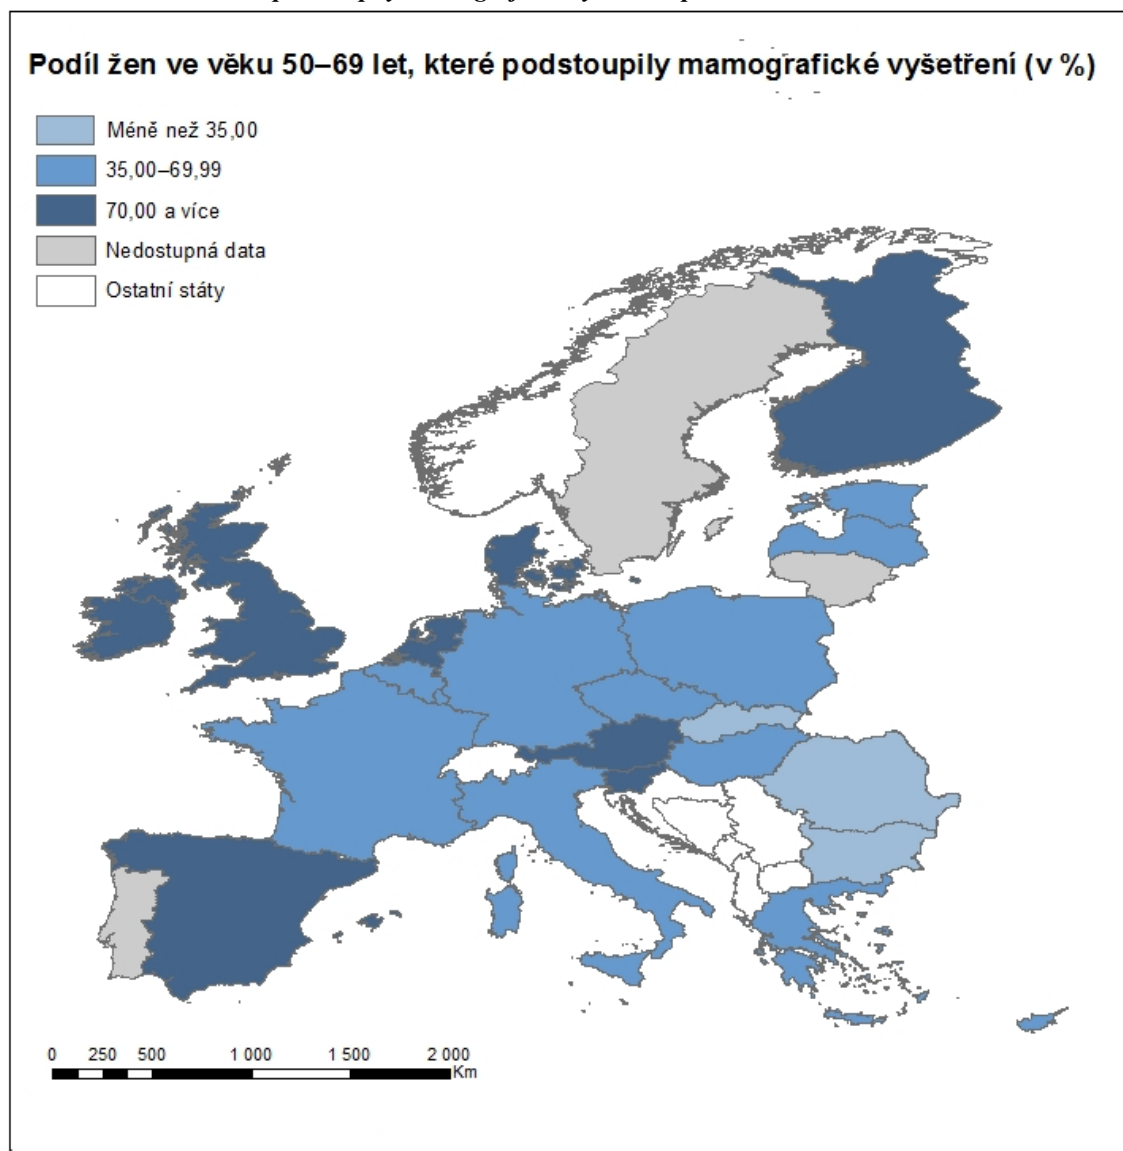 Podíl žen ve věku 50–69 let, které podstoupily mamografické vyšetření (v %)
Méně než 35,00
35,00–69,99
70,00 a více
Nedostupná data
Ostatní státy
0 250 500 1 000 1 500 2 000
Km